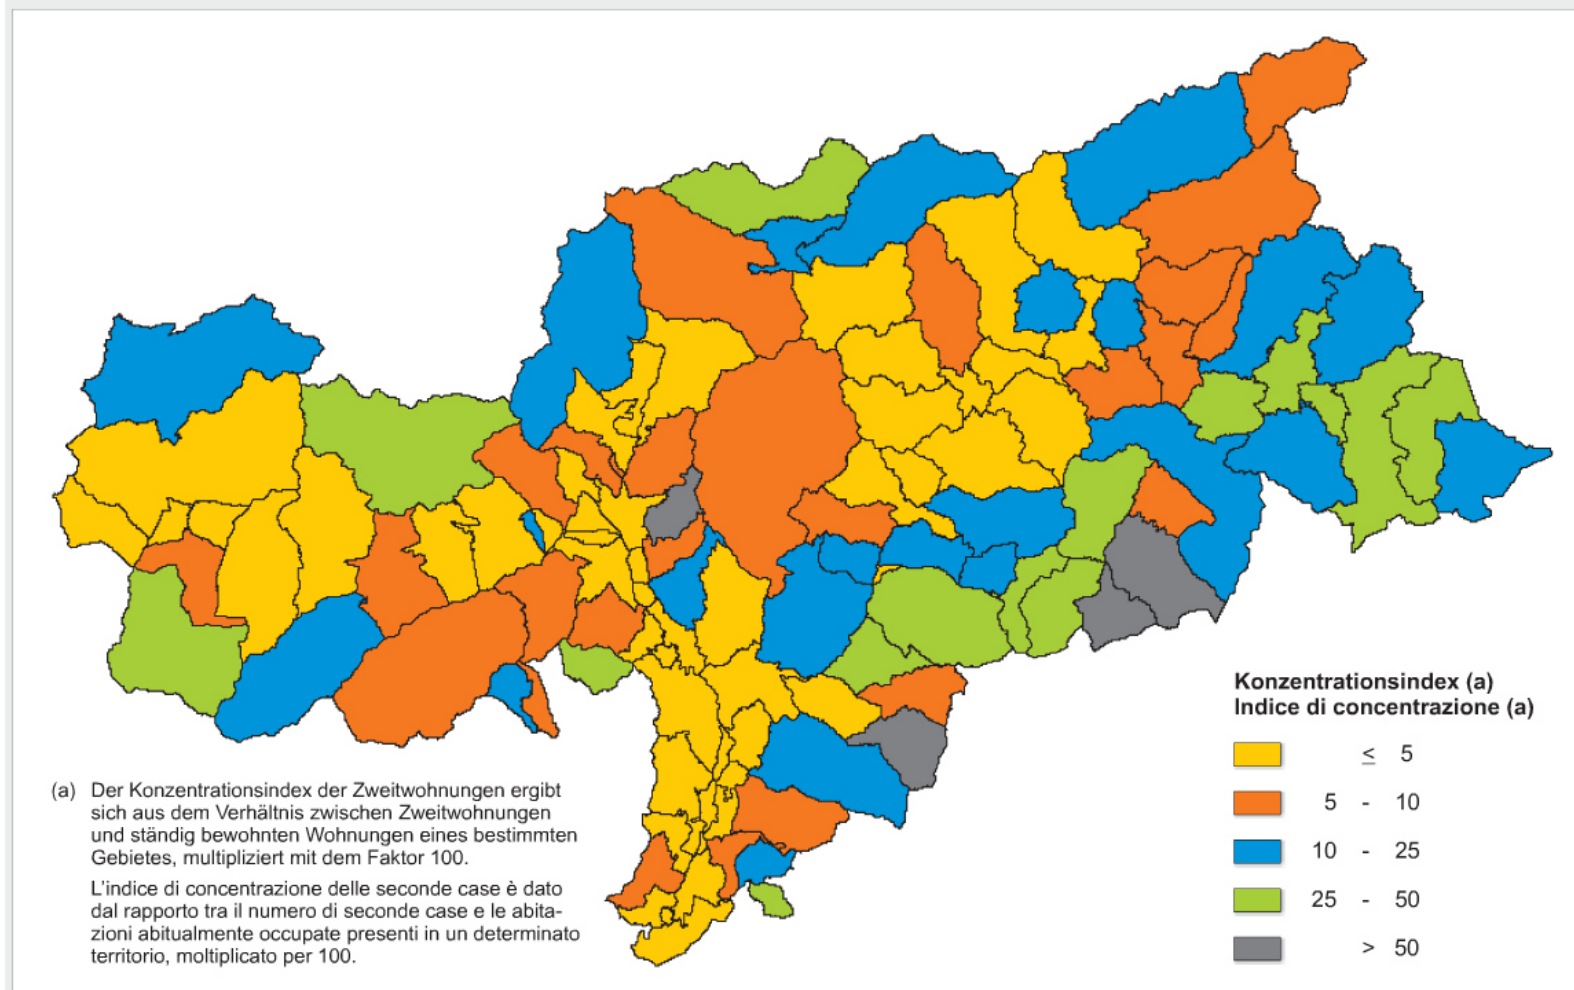 Konzentrationsindex (a)
Indice di concentrazione (a)
≤ 5
5 - 10
10 - 25
25 - 50
> 50
(a) Der Konzentrationsindex der Zweitwohnungen ergibt
sich aus dem Verhältnis zwischen Zweitwohnungen
und ständig bewohnten Wohnungen eines bestimmten
Gebietes, multipliziert mit dem Faktor 100.
L'indice di concentrazione delle seconde case è dato
dal rapporto tra il numero di seconde case e le abita-
zioni abitualmente occupate presenti in un determinato
territorio, moltiplicato per 100.